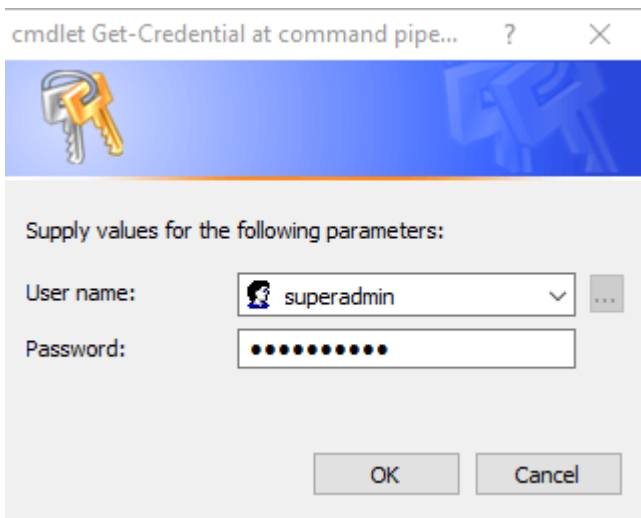 cmdlet Get-Credential at command pipe... ?
Supply values for the following parameters:
User name: superadmin ...
Password: ••••••••••
OK Cancel